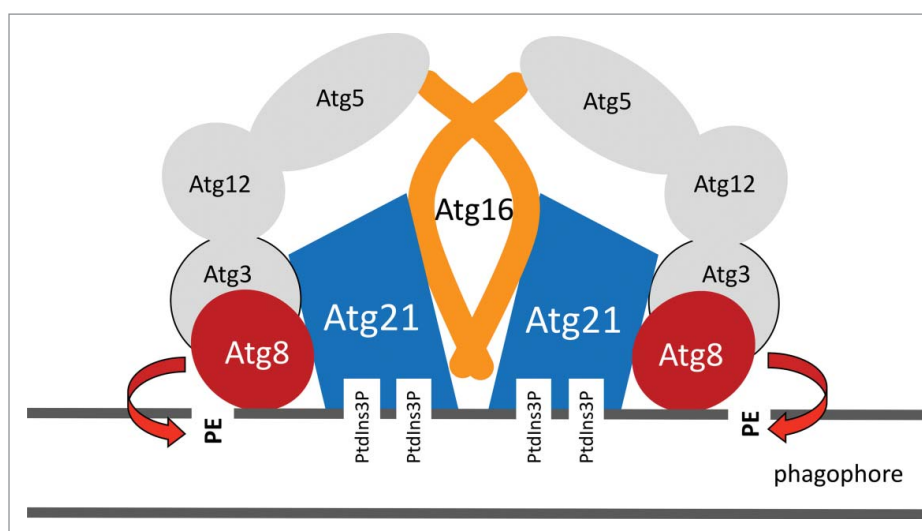 Atg5
Atg5
Atg12
Atg12
Atg16
Atg3
Atg3
Atg21
Atg21
Atg8
Atg8
PE
PtdIns3P
PtdIns3P
PtdIns3P
PtdIns3P
PE
phagophore